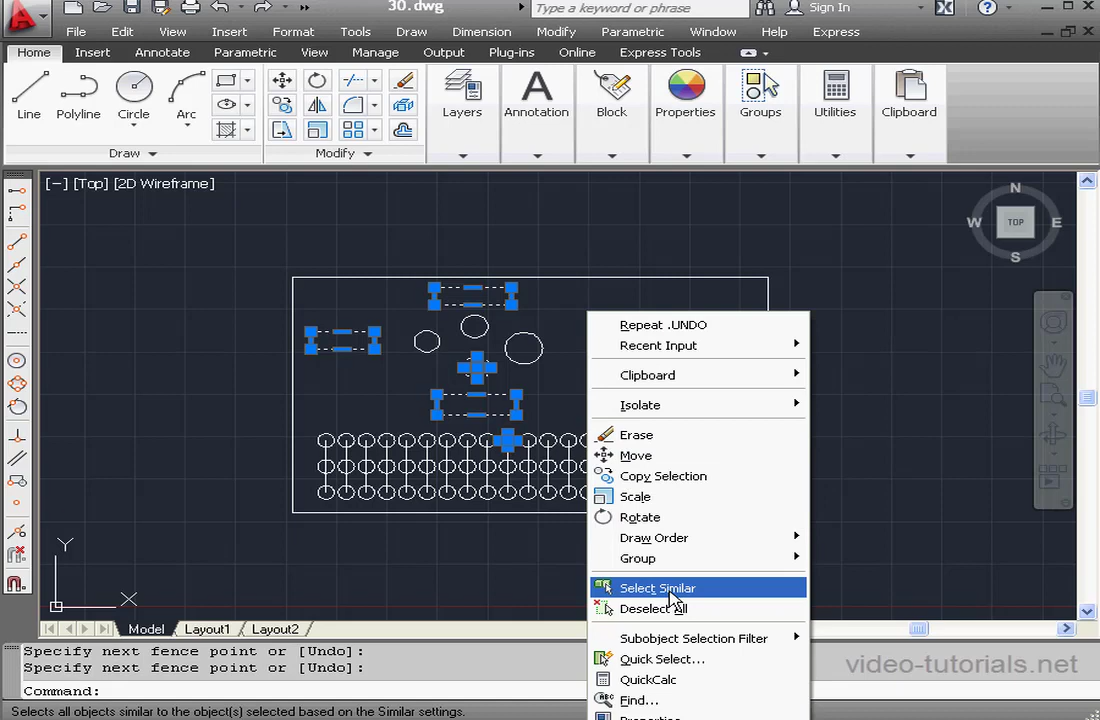 30.dwg
Type a keyword or phrase
Sign In
File Edit View Insert Format Tools Draw Dimension Modify Parametric Window Help Express
Home Insert Annotate Parametric View Manage Output Plug-ins Online Express Tools
Line Polyline Circle Arc
Layers Annotation Block Properties Groups Utilities Clipboard
Draw Modify
[−] [Top] [2D Wireframe]
N
W TOP E
S
Repeat .UNDO
Recent Input
Clipboard
Isolate
Erase
Move
Copy Selection
Scale
Rotate
Draw Order
Group
Select Similar
Deselect All
Subobject Selection Filter
Quick Select...
QuickCalc
Find...
Properties
Y
X
Model Layout1 Layout2
Specify next fence point or [Undo]:
Specify next fence point or [Undo]:
Command:
video-tutorials.net
Selects all objects similar to the object(s) selected based on the Similar settings.